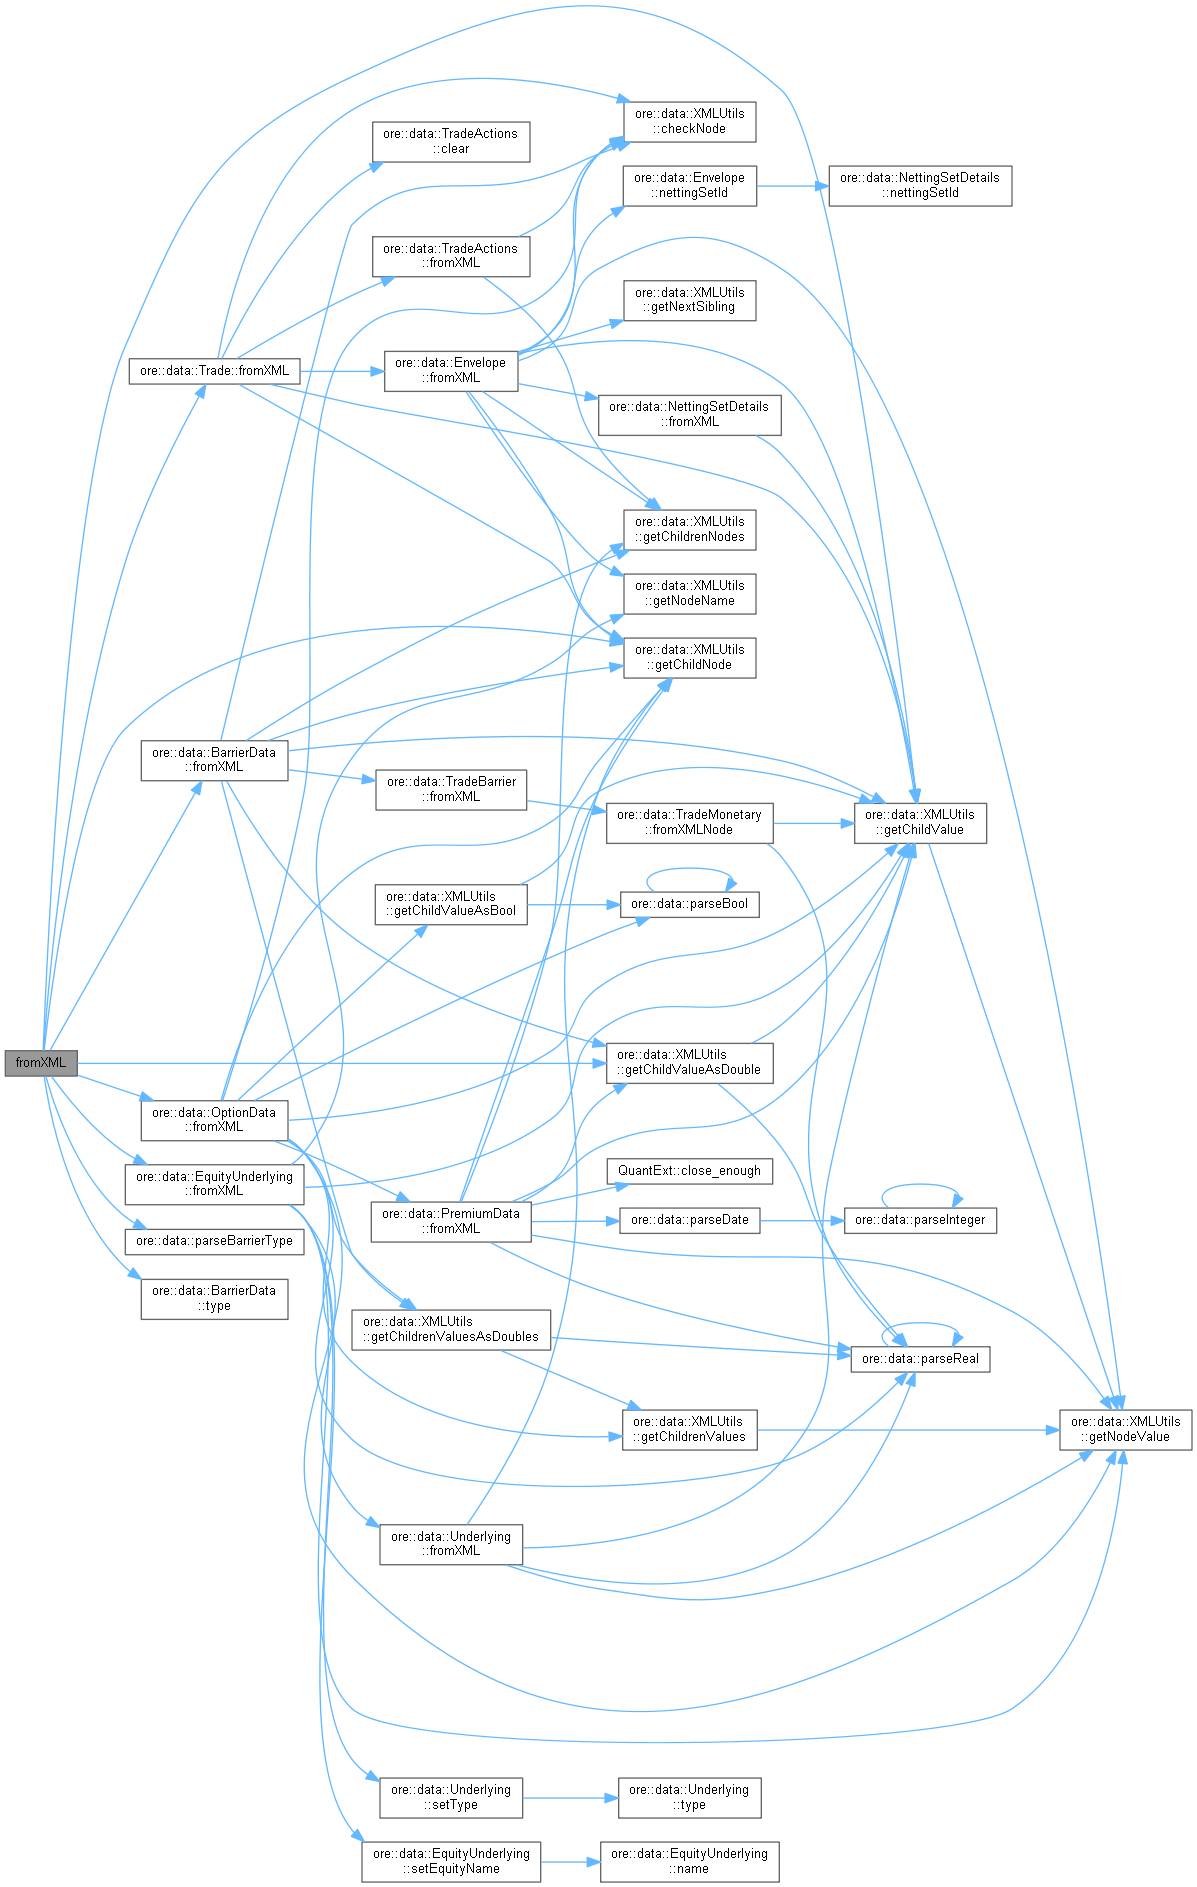 ore::data::XMLUtils
::checkNode
ore::data::TradeActions
::clear
ore::data::Envelope
::nettingSetId
ore::data::NettingSetDetails
::nettingSetId
ore::data::TradeActions
::fromXML
ore::data::XMLUtils
::getNextSibling
ore::data::Trade::fromXML
ore::data::Envelope
::fromXML
ore::data::NettingSetDetails
::fromXML
ore::data::XMLUtils
::getChildrenNodes
ore::data::XMLUtils
::getNodeName
ore::data::XMLUtils
::getChildNode
ore::data::BarrierData
::fromXML
ore::data::TradeBarrier
::fromXML
ore::data::TradeMonetary
::fromXMLNode
ore::data::XMLUtils
::getChildValue
ore::data::XMLUtils
::getChildValueAsBool
ore::data::parseBool
fromXML
ore::data::XMLUtils
::getChildValueAsDouble
ore::data::OptionData
::fromXML
ore::data::EquityUnderlying
::fromXML
QuantExt::close_enough
ore::data::PremiumData
::fromXML
ore::data::parseDate
ore::data::parseInteger
ore::data::parseBarrierType
ore::data::BarrierData
::type
ore::data::XMLUtils
::getChildrenValuesAsDoubles
ore::data::parseReal
ore::data::XMLUtils
::getChildrenValues
ore::data::XMLUtils
::getNodeValue
ore::data::Underlying
::fromXML
ore::data::Underlying
::setType
ore::data::Underlying
::type
ore::data::EquityUnderlying
::setEquityName
ore::data::EquityUnderlying
::name